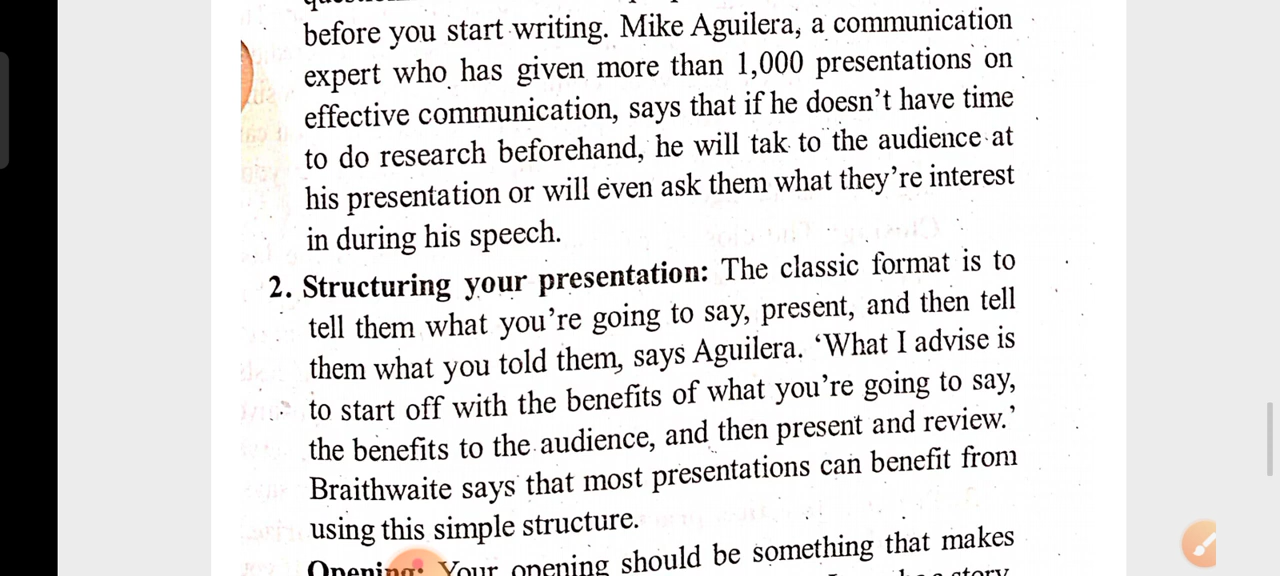 before you start writing. Mike Aguilera, a communication
expert who has given more than 1,000 presentations on
effective communication, says that if he doesn't have time
to do research beforehand, he will tak to the audience at
his presentation or will even ask them what they're interest
in during his speech.
2. Structuring your presentation: The classic format is to
tell them what you're going to say, present, and then tell
them what you told them, says Aguilera. ‘What I advise is
to start off with the benefits of what you're going to say,
the benefits to the audience, and then present and review.’
Braithwaite says that most presentations can benefit from
using this simple structure.
Opening: Your opening should be something that makes
story